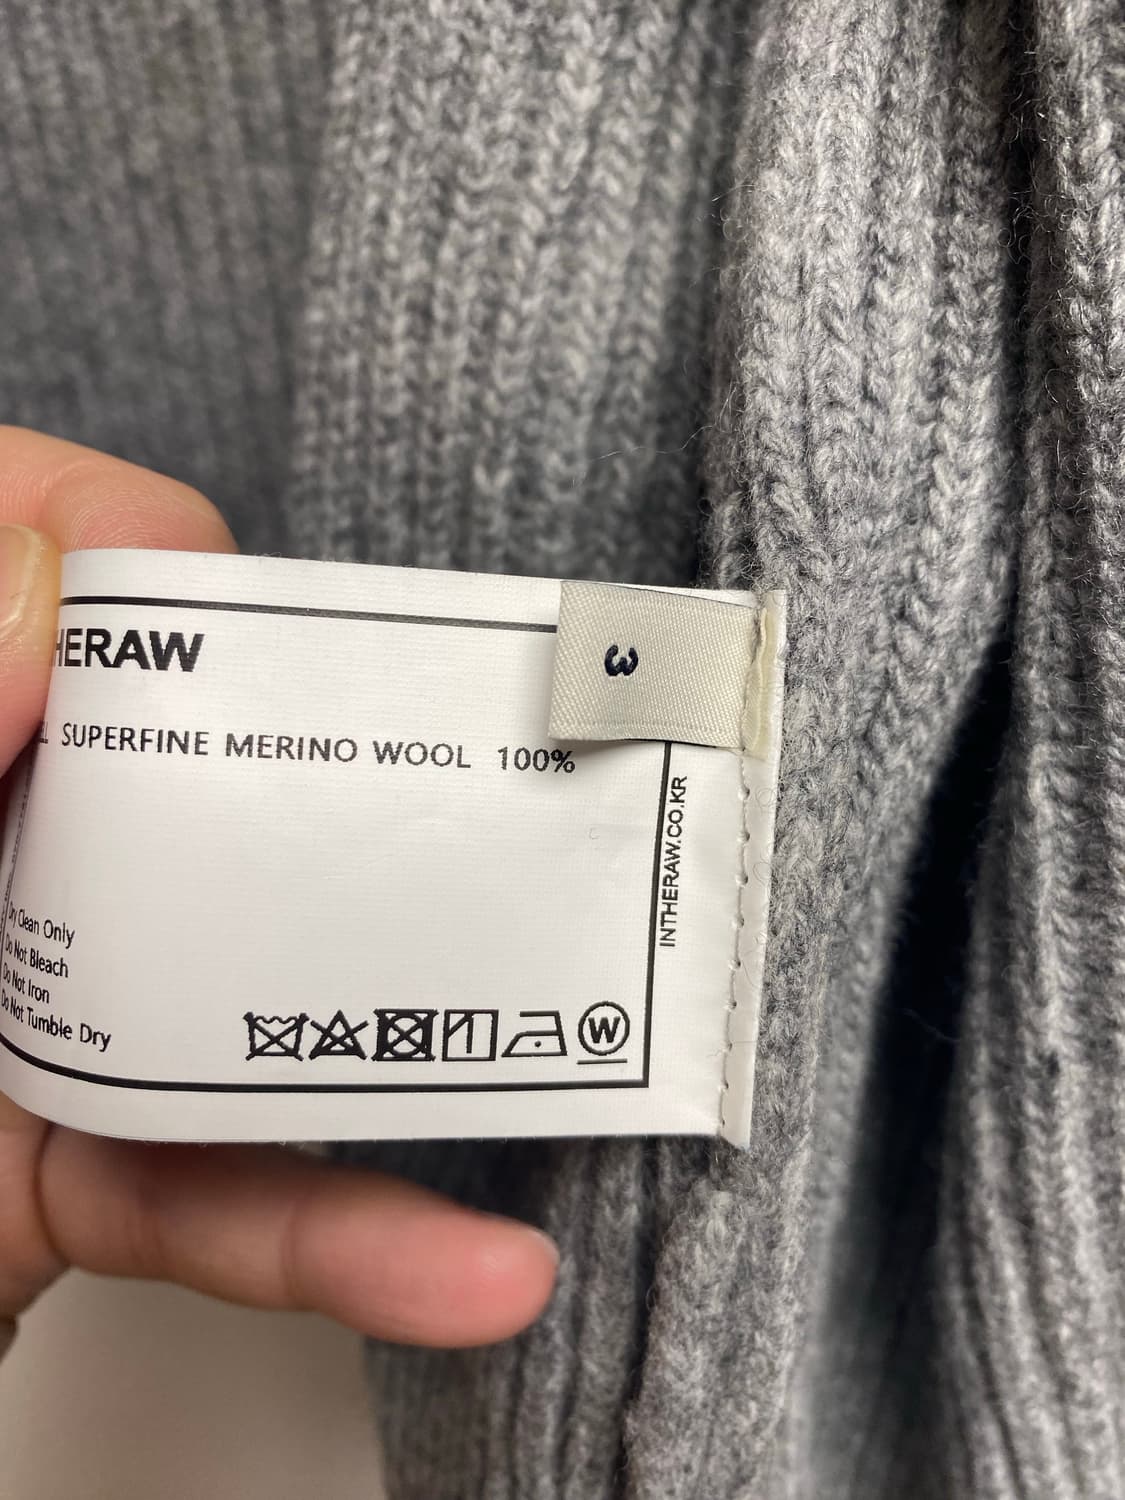 HERAW
SUPERFINE MERINO WOOL 100%
3
INTHERAW.CO.KR
Dry Clean Only
Do Not Bleach
Do Not Iron
Do Not Tumble Dry
W